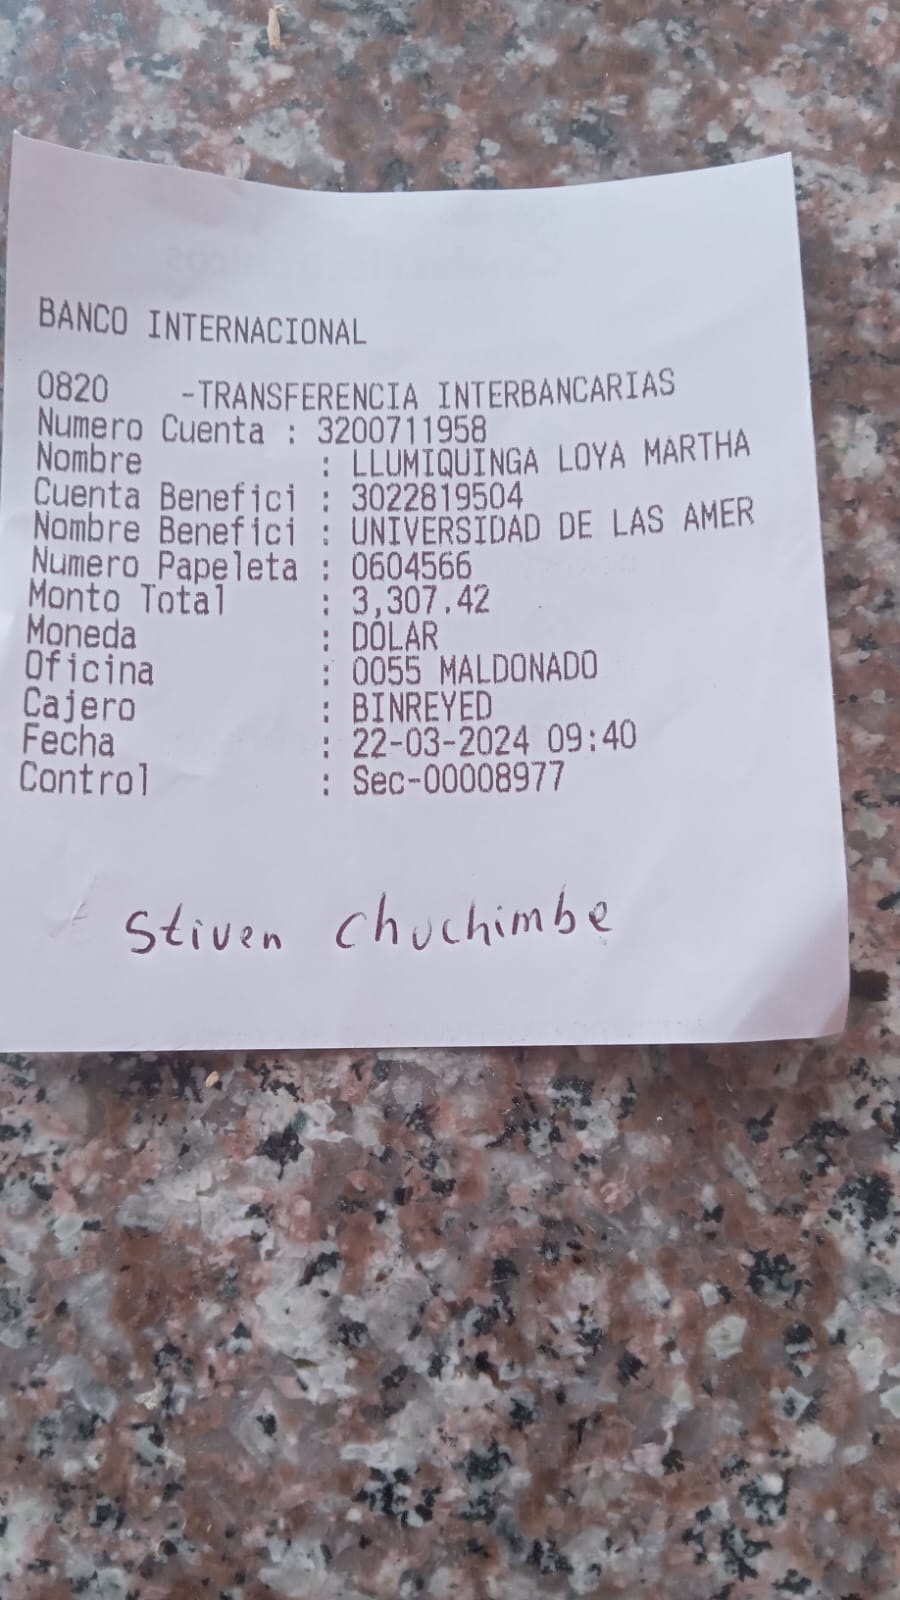 BANCO INTERNACIONAL
0820 -TRANSFERENCIA INTERBANCARIAS
Numero Cuenta : 3200711958
Nombre : LLUMIQUINGA LOYA MARTHA
Cuenta Benefici : 3022819504
Nombre Benefici : UNIVERSIDAD DE LAS AMER
Numero Papeleta : 0604566
Monto Total : 3,307.42
Moneda : DOLAR
Oficina : 0055 MALDONADO
Cajero : BINREYED
Fecha : 22-03-2024 09:40
Control : Sec-00008977
Stiven Chuchimbe